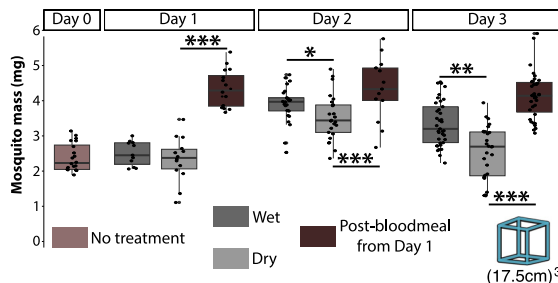 Day 0 Day 1 Day 2 Day 3
Mosquito mass (mg)
6
5
4
3
2
1
0
***
*
***
**
***
No treatment
Wet
Dry
Post-bloodmeal
from Day 1
(17.5cm)³